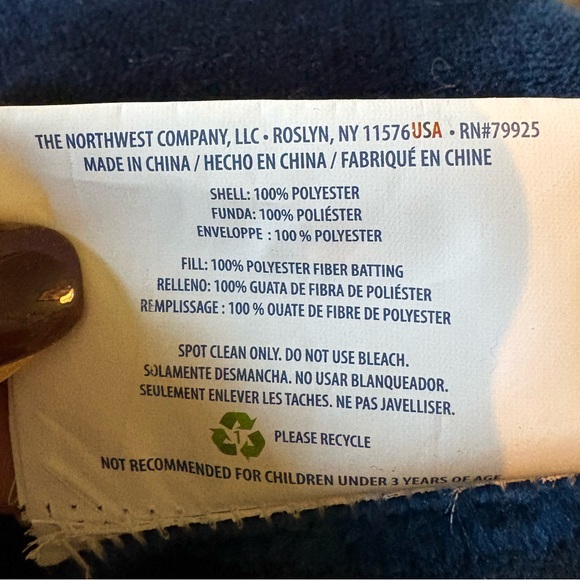 THE NORTHWEST COMPANY, LLC • ROSLYN, NY 11576 USA • RN#79925
MADE IN CHINA / HECHO EN CHINA / FABRIQUÉ EN CHINE
SHELL: 100% POLYESTER
FUNDA: 100% POLIÉSTER
ENVELOPPE : 100 % POLYESTER
FILL: 100% POLYESTER FIBER BATTING
RELLENO: 100% GUATA DE FIBRA DE POLIÉSTER
REMPLISSAGE : 100 % OUATE DE FIBRE DE POLYESTER
SPOT CLEAN ONLY. DO NOT USE BLEACH.
SOLAMENTE DESMANCHA. NO USAR BLANQUEADOR.
SEULEMENT ENLEVER LES TACHES. NE PAS JAVELLISER.
1 PLEASE RECYCLE
NOT RECOMMENDED FOR CHILDREN UNDER 3 YEARS OF AGE